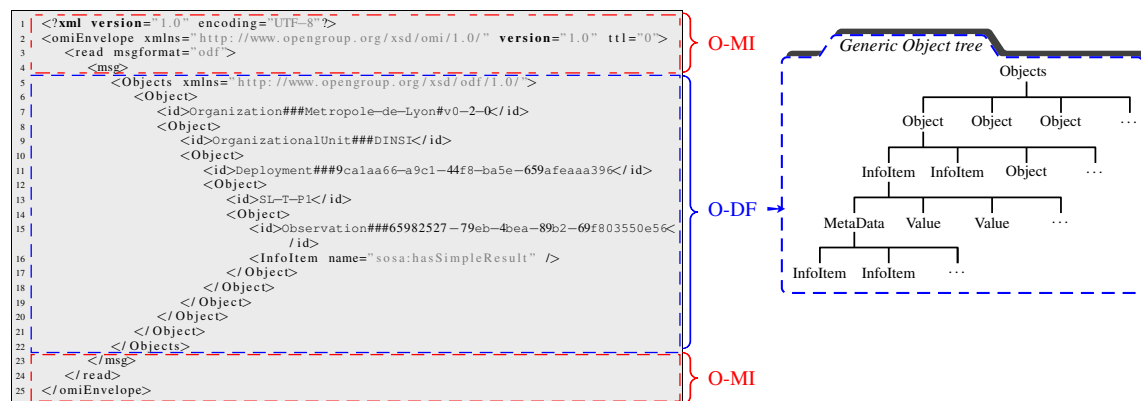 1 <?xml version="1.0" encoding="UTF-8"?>
2 <omiEnvelope xmlns="http://www.opengroup.org/xsd/omi/1.0/" version="1.0" ttl="0">
3 <read msgformat="odf">
4 <msg>
5 <Objects xmlns="http://www.opengroup.org/xsd/odf/1.0/">
6 <Object>
7 <id>Organization###Metropole-de-Lyon#v0-2-0</id>
8 <Object>
9 <id>OrganizationalUnit###DINSI</id>
10 <Object>
11 <id>Deployment###9ca1aa66-a9c1-44f8-ba5e-659afeaaa396</id>
12 <Object>
13 <id>SL-T-P1</id>
14 <Object>
15 <id>Observation###65982527-79eb-4bea-89b2-69f803550e56<
/id>
16 <InfoItem name="sosa:hasSimpleResult" />
17 </Object>
18 </Object>
19 </Object>
20 </Object>
21 </Object>
22 </Objects>
23 </msg>
24 </read>
25 </omiEnvelope>
O-MI
O-DF
O-MI
Generic Object tree
Objects
Object Object Object ...
InfoItem InfoItem Object ...
MetaData Value Value ...
InfoItem InfoItem ...